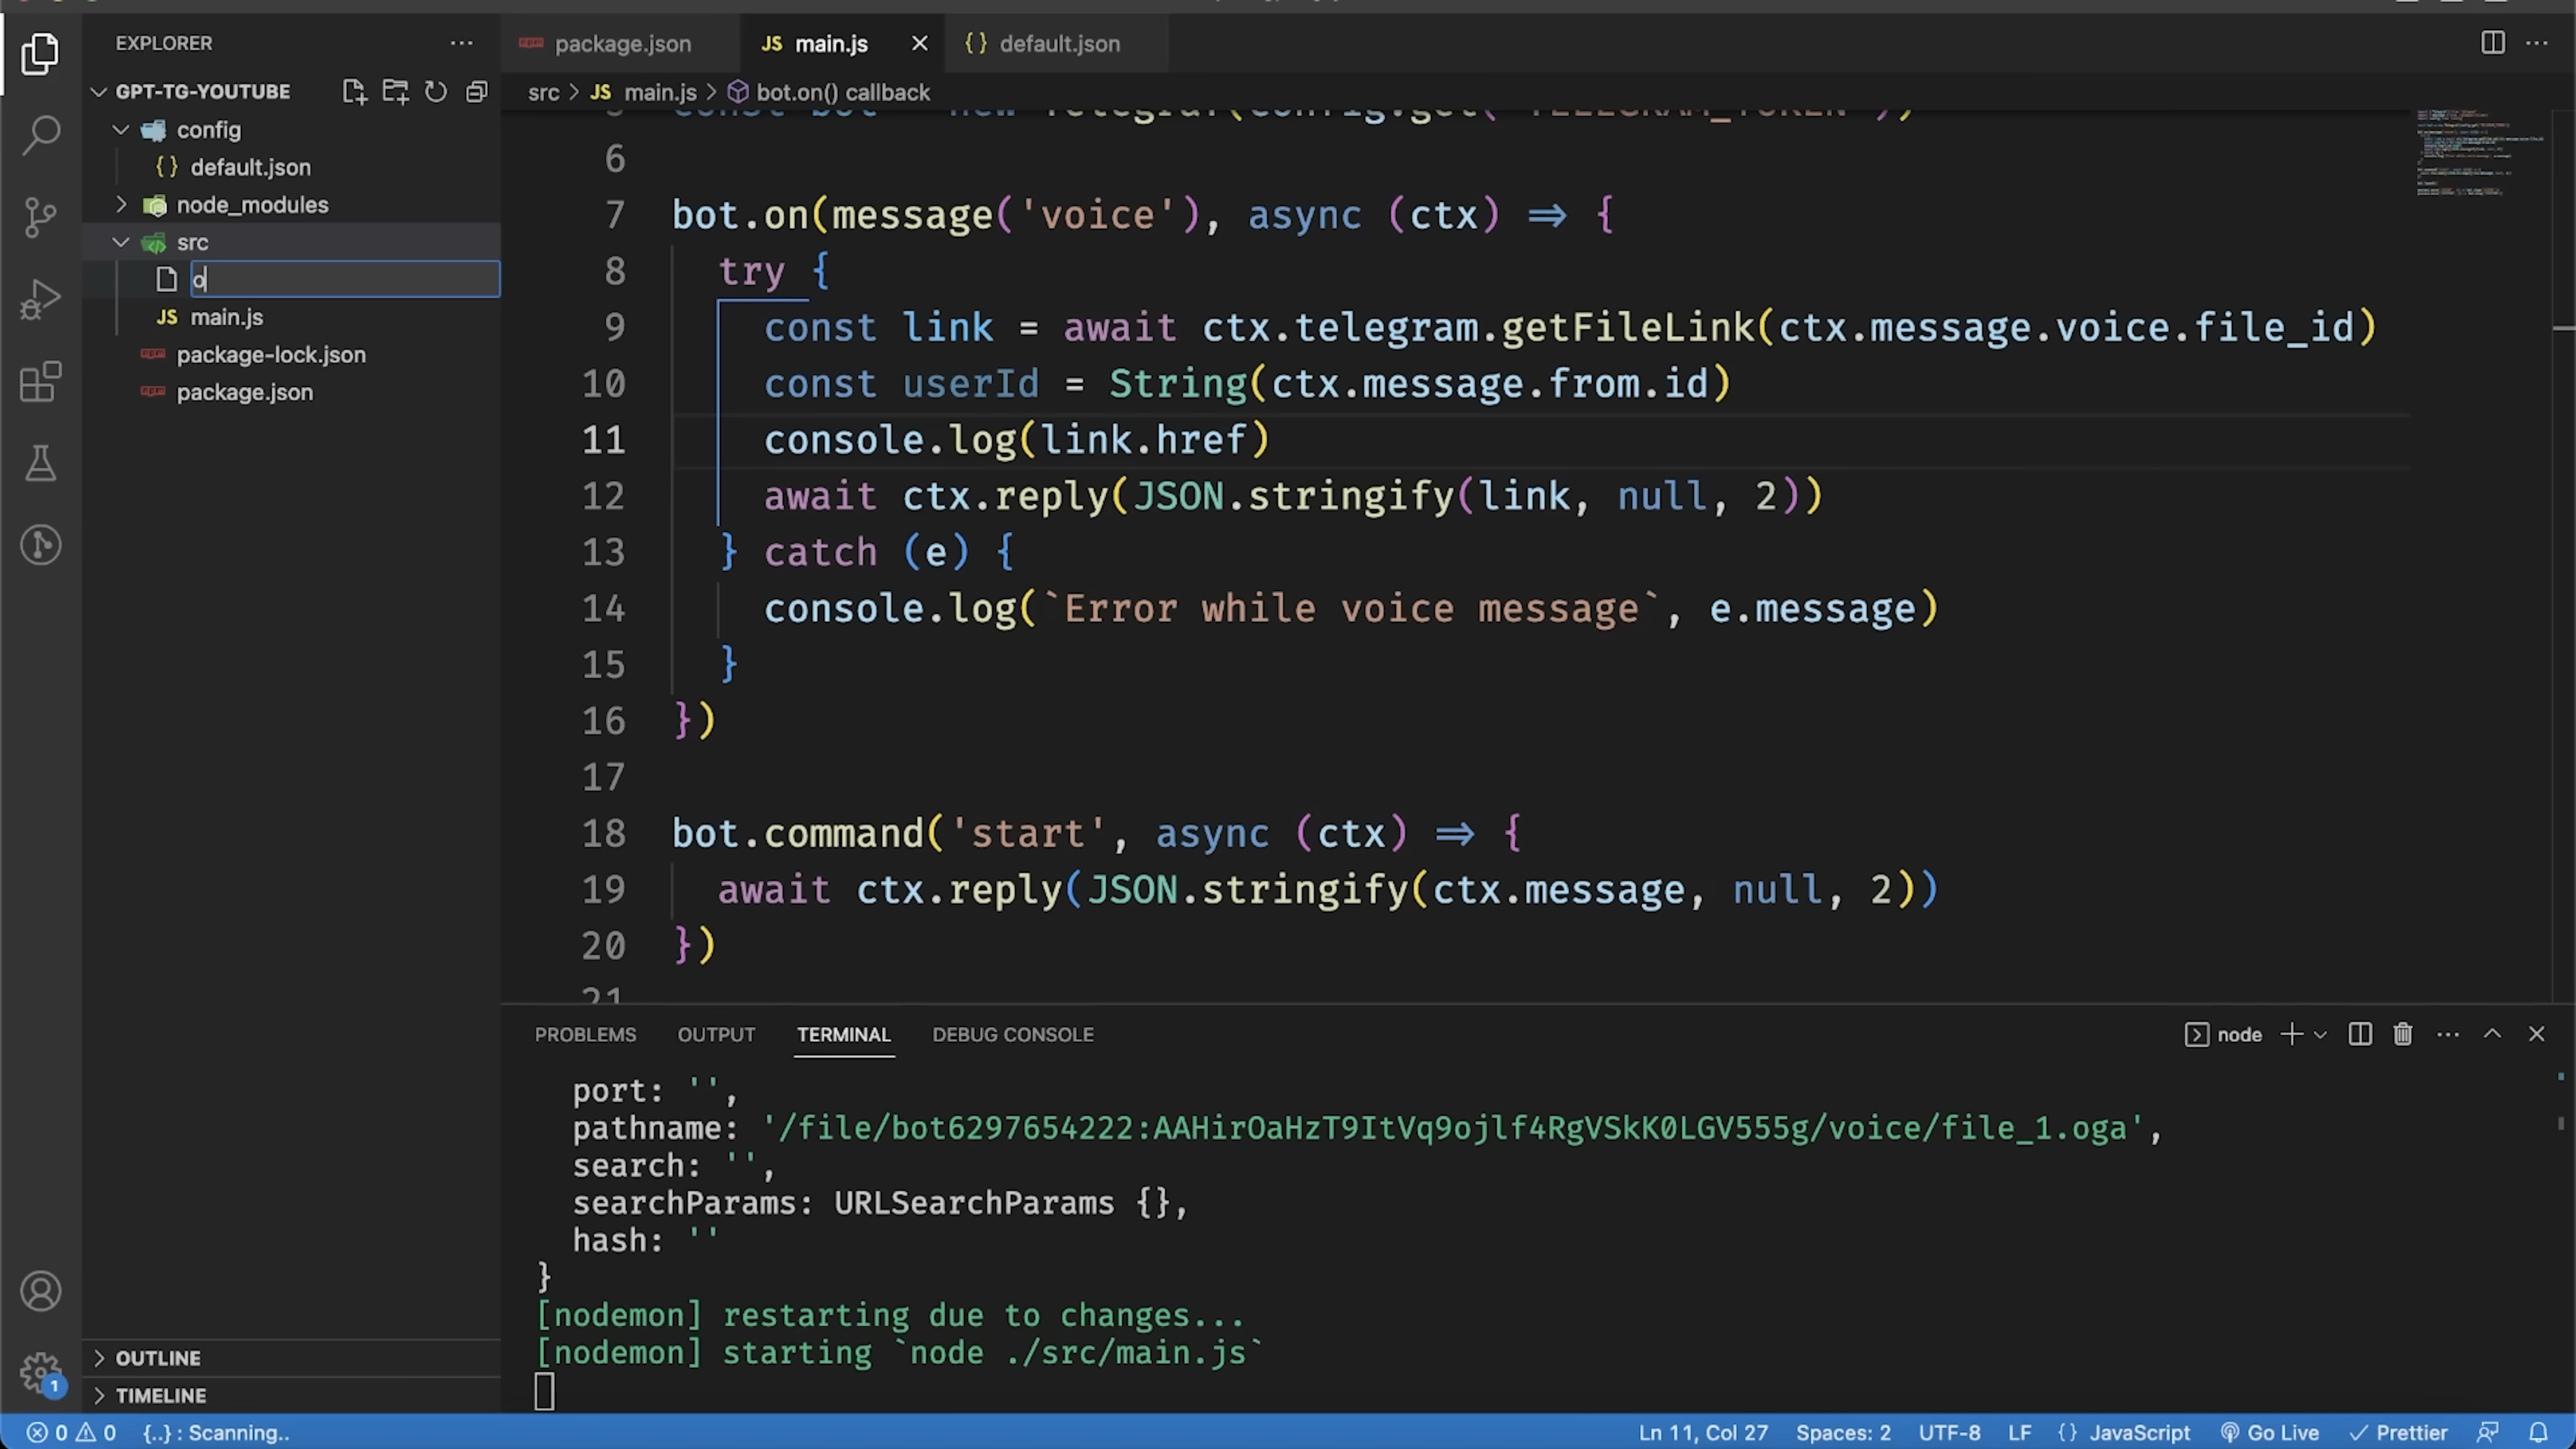 EXPLORER
package.json
main.js
default.json
GPT-TG-YOUTUBE
src > JS main.js > bot.on() callback
config
{} default.json
node_modules
src
o
JS main.js
package-lock.json
package.json
6
7 bot.on(message('voice'), async (ctx) => {
8 try {
9 const link = await ctx.telegram.getFileLink(ctx.message.voice.file_id)
10 const userId = String(ctx.message.from.id)
11 console.log(link.href)
12 await ctx.reply(JSON.stringify(link, null, 2))
13 } catch (e) {
14 console.log(`Error while voice message`, e.message)
15 }
16 })
17
18 bot.command('start', async (ctx) => {
19 await ctx.reply(JSON.stringify(ctx.message, null, 2))
20 })
21
PROBLEMS OUTPUT TERMINAL DEBUG CONSOLE
node
port: '',
pathname: '/file/bot6297654222:AAHirOaHzT9ItVq9ojlf4RgVSkK0LGV555g/voice/file_1.oga',
search: '',
searchParams: URLSearchParams {},
hash: ''
}
[nodemon] restarting due to changes...
[nodemon] starting `node ./src/main.js`
OUTLINE
TIMELINE
1
0 0 {..} : Scanning..
Ln 11, Col 27 Spaces: 2 UTF-8 LF {} JavaScript Go Live Prettier